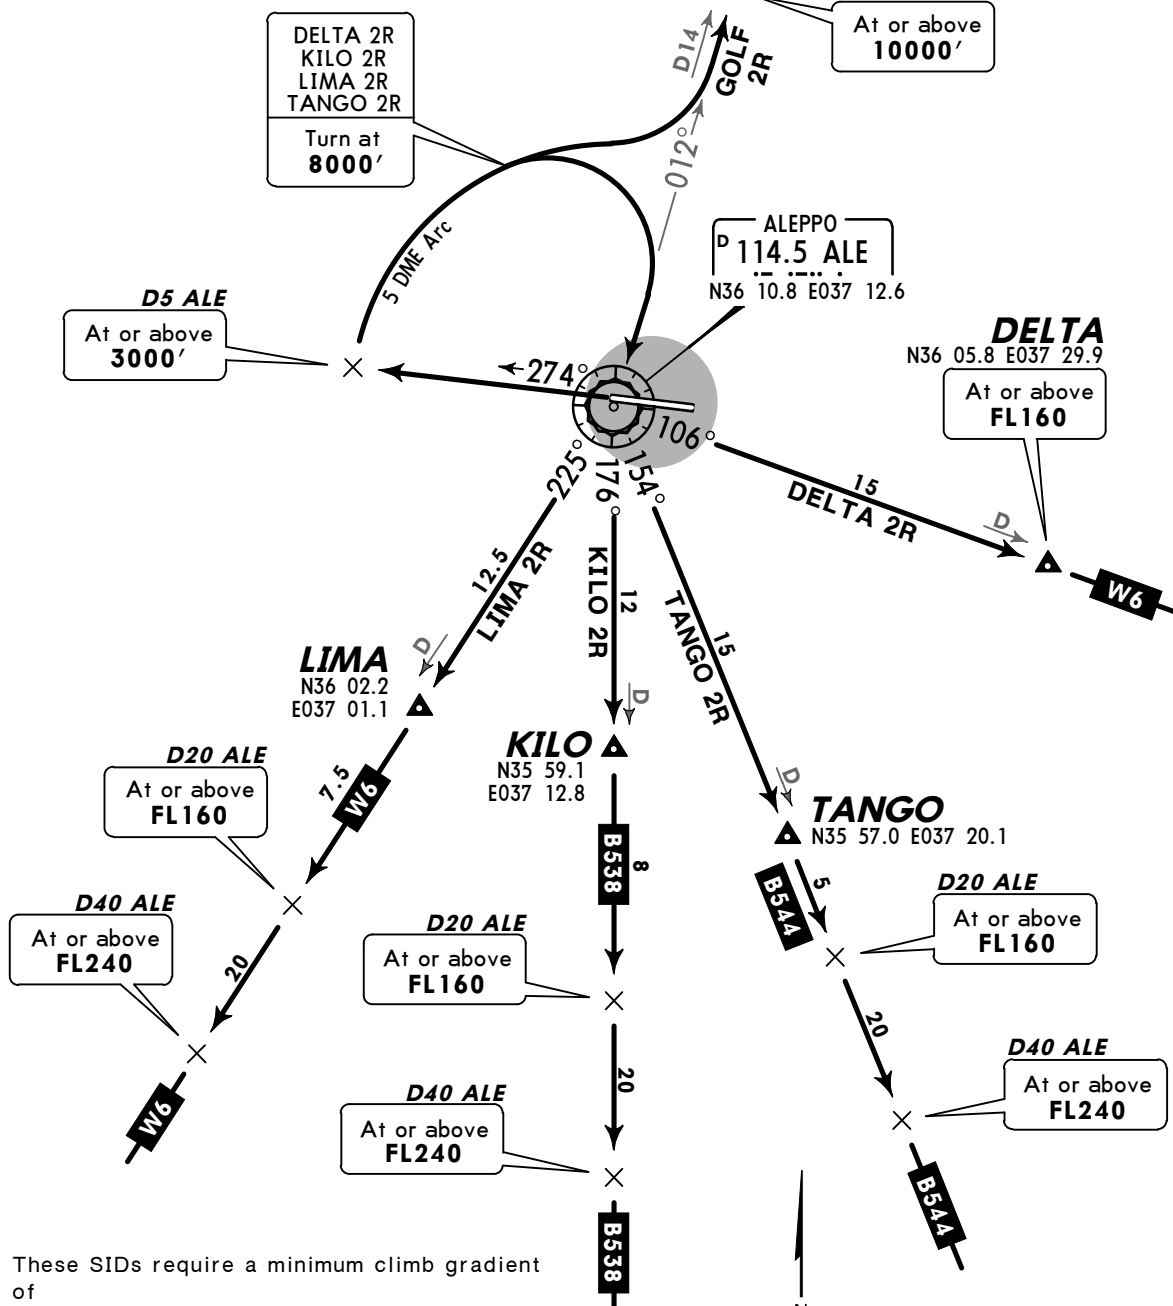 DELTA 2R
KILO 2R
LIMA 2R
TANGO 2R
Turn at
8000′
At or above
10000′
D14
GOLF
2R
012°
5 DME Arc
ALEPPO
D 114.5 ALE
N36 10.8 E037 12.6
D5 ALE
At or above
3000′
274°
DELTA
N36 05.8 E037 29.9
At or above
FL160
106°
15
DELTA 2R
D
W6
225°
176°
154°
12.5
LIMA 2R
D
KILO 2R
12
D
TANGO 2R
15
D
LIMA
N36 02.2
E037 01.1
KILO
N35 59.1
E037 12.8
TANGO
N35 57.0 E037 20.1
D20 ALE
At or above
FL160
7.5
W6
B538
8
B544
5
D20 ALE
At or above
FL160
D40 ALE
At or above
FL240
20
D20 ALE
At or above
FL160
20
D40 ALE
At or above
FL240
W6
D40 ALE
At or above
FL240
20
B544
B538
These SIDs require a minimum climb gradient
of